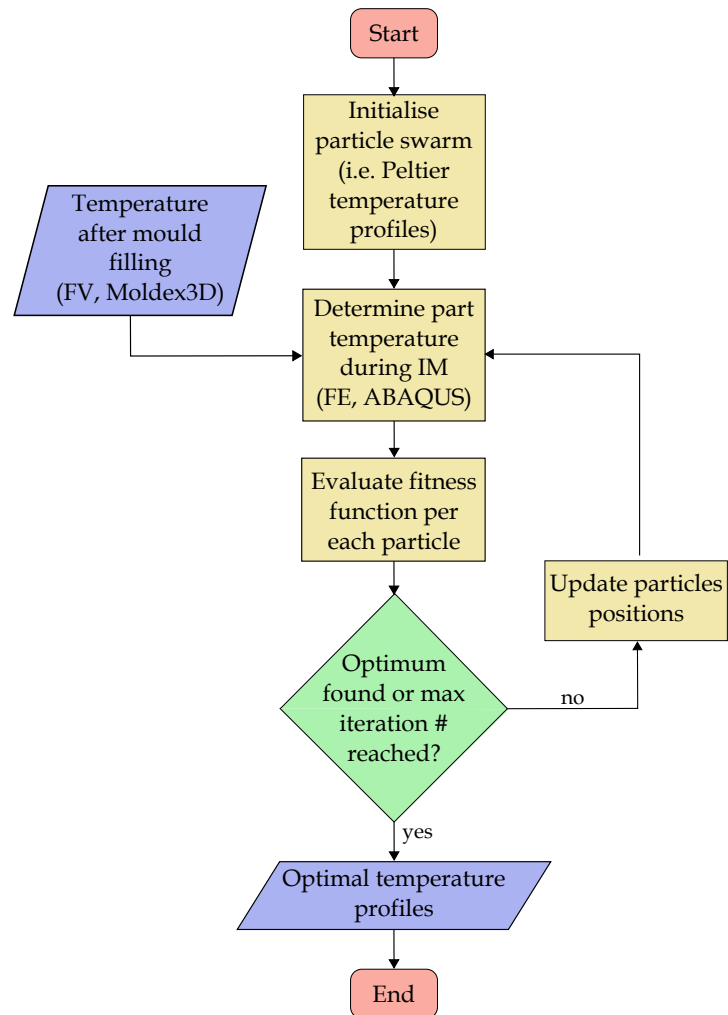 Start
Initialise
particle swarm
(i.e. Peltier
temperature
profiles)
Temperature
after mould
filling
(FV, Moldex3D)
Determine part
temperature
during IM
(FE, ABAQUS)
Evaluate fitness
function per
each particle
Update particles
positions
Optimum
found or max
iteration #
reached?
no
yes
Optimal temperature
profiles
End